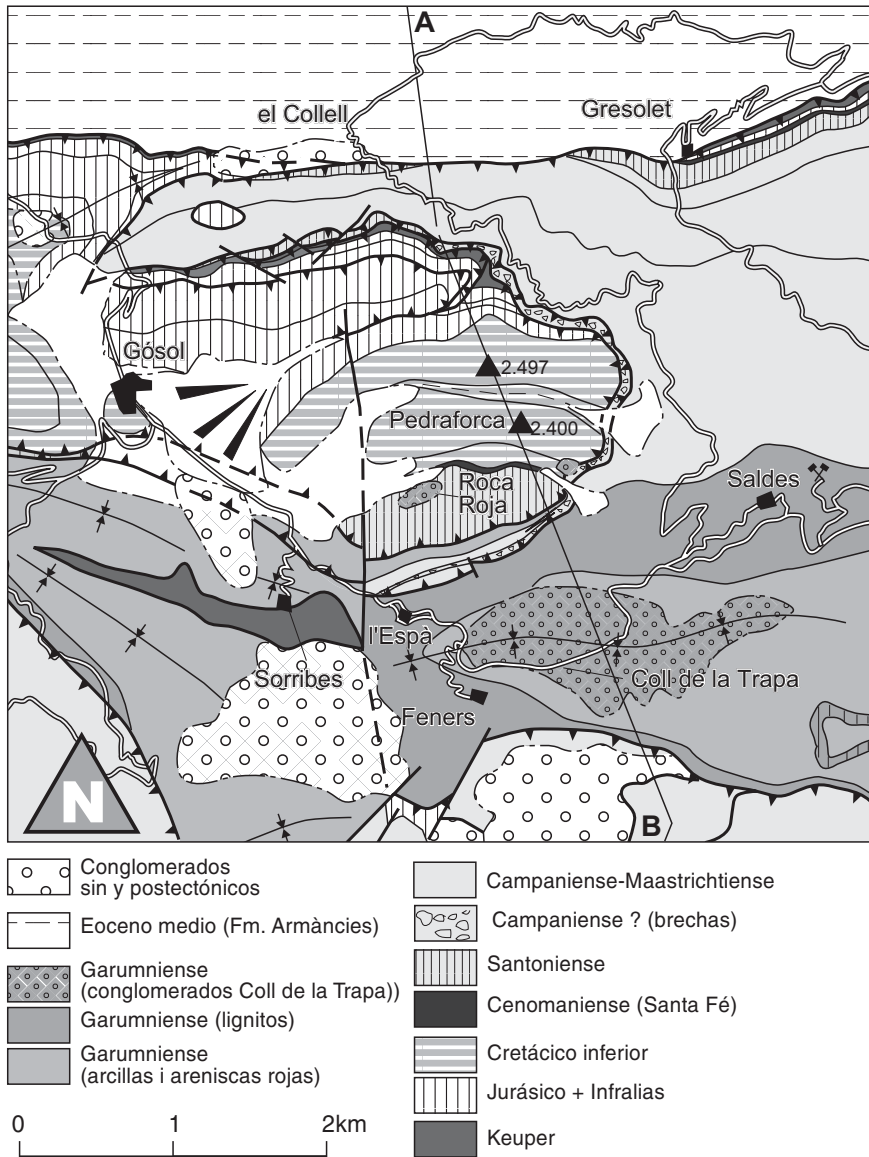 A
el Collell
Gresolet
Gósol
2.497
Pedraforca
2.400
Roca
Roja
Saldes
l'Espà
Sorribes
Coll de la Trapa
Feners
N
B
Conglomerados
sin y postectónicos
Eoceno medio (Fm. Armàncies)
Garumniense
(conglomerados Coll de la Trapa))
Garumniense (lignitos)
Garumniense
(arcillas i areniscas rojas)
0 1 2km
Campaniense-Maastrichtiense
Campaniense ? (brechas)
Santoniense
Cenomaniense (Santa Fé)
Cretácico inferior
Jurásico + Infralias
Keuper